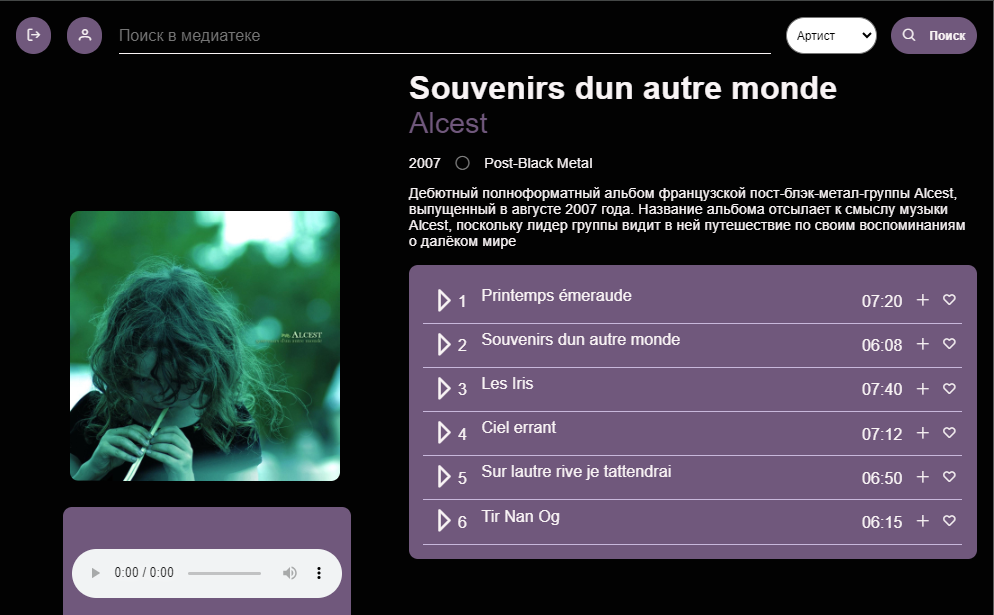 Поиск в медиатеке
Артист
Поиск
Souvenirs dun autre monde
Alcest
2007 Post-Black Metal
Дебютный полноформатный альбом французской пост-блэк-метал-группы Alcest,
выпущенный в августе 2007 года. Название альбома отсылает к смыслу музыки
Alcest, поскольку лидер группы видит в ней путешествие по своим воспоминаниям
о далёком мире
ALCEST
1 Printemps émeraude 07:20
2 Souvenirs dun autre monde 06:08
3 Les Iris 07:40
4 Ciel errant 07:12
5 Sur lautre rive je tattendrai 06:50
6 Tir Nan Og 06:15
0:00 / 0:00